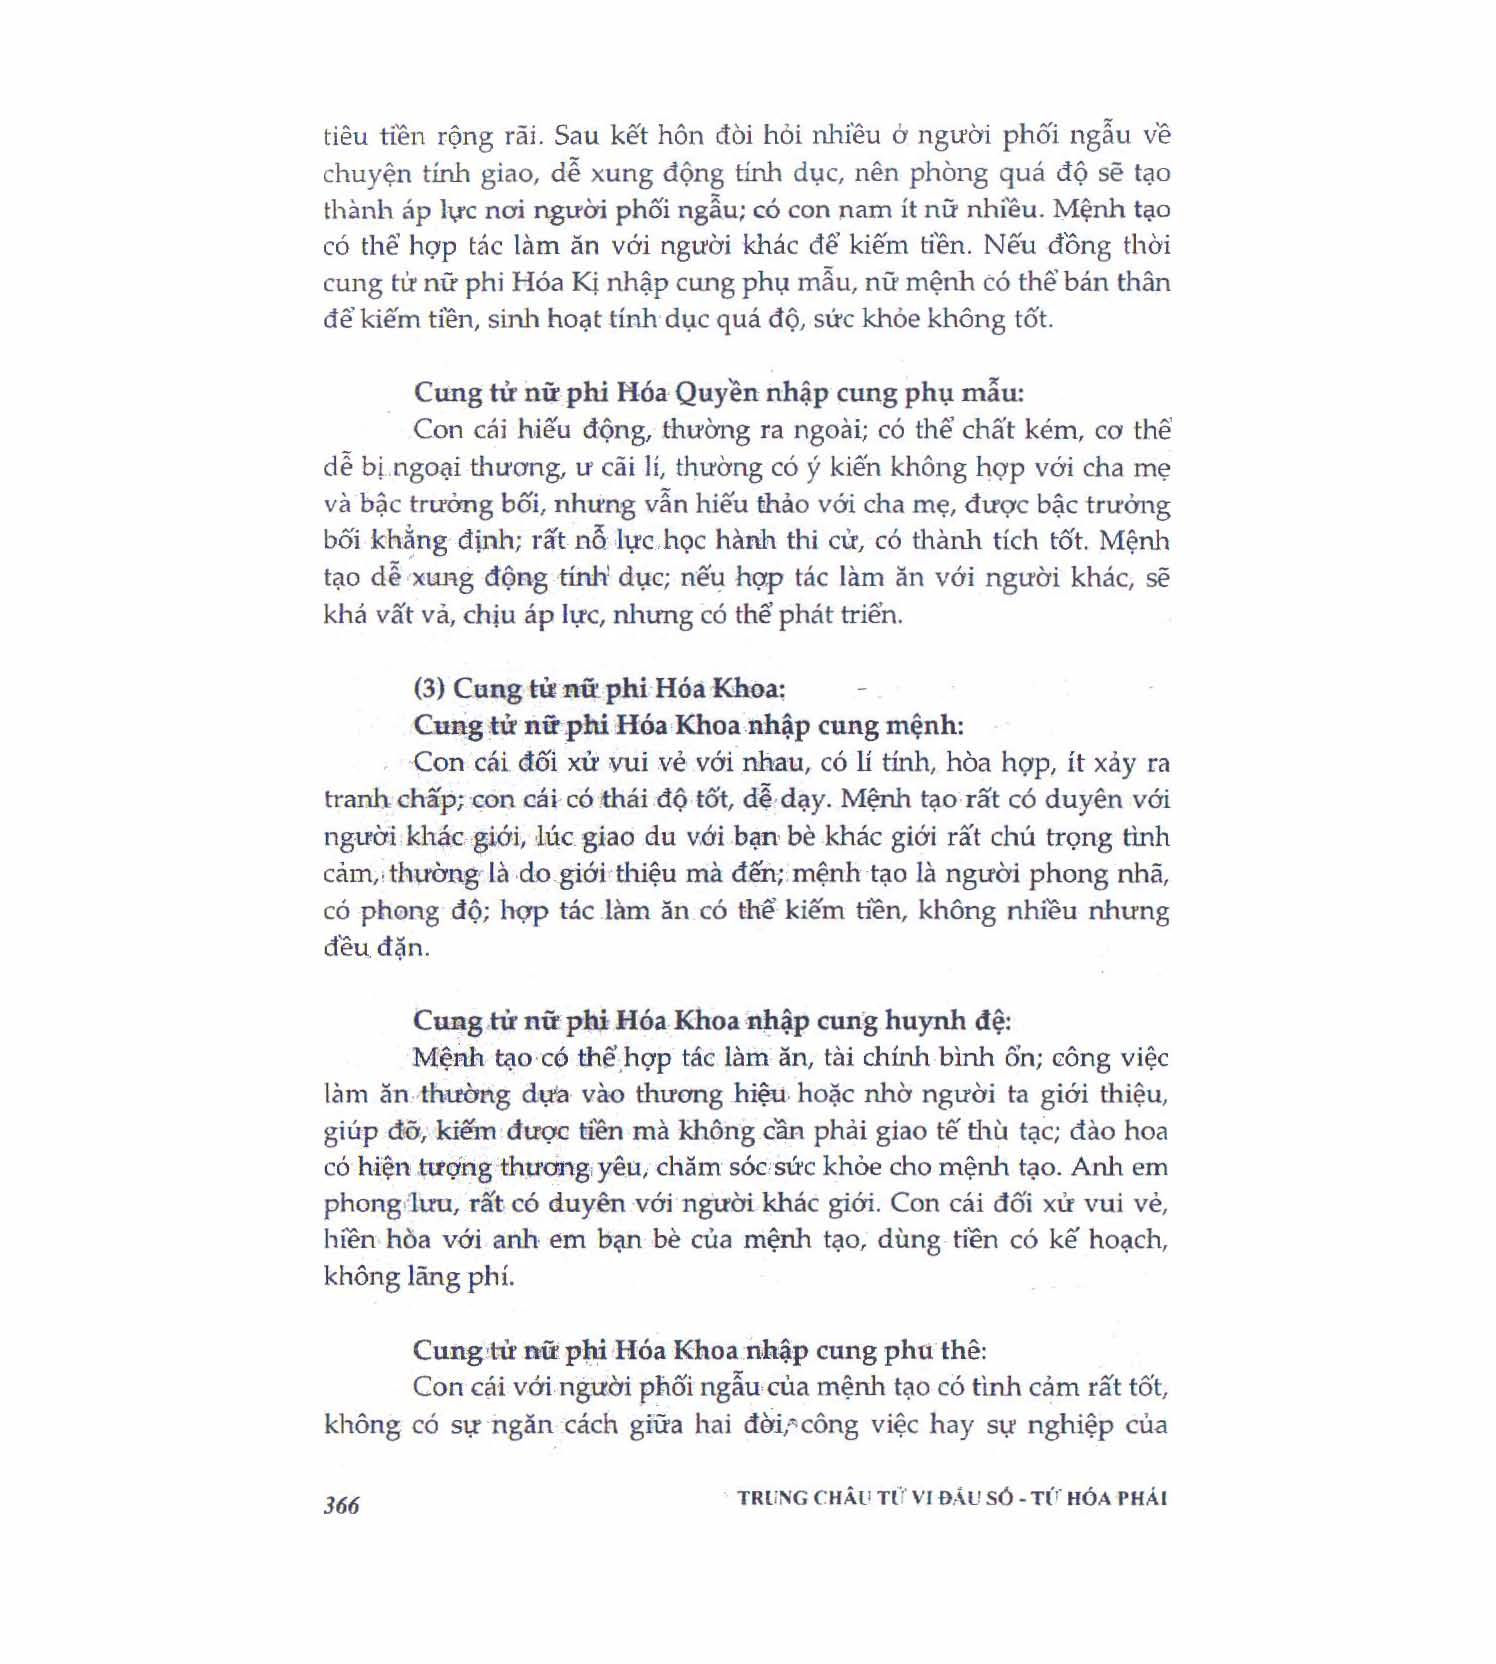 tiêu tiền rộng rãi. Sau kết hôn đòi hỏi nhiều ở người phối ngẫu về
chuyện tính giao, dễ xung động tính dục, nên phòng quá độ sẽ tạo
thành áp lực nơi người phối ngẫu; có con nam ít nữ nhiều. Mệnh tạo
có thể hợp tác làm ăn với người khác để kiếm tiền. Nếu đồng thời
cung tử nữ phi Hóa Kị nhập cung phụ mẫu, nữ mệnh có thể bán thân
để kiếm tiền, sinh hoạt tính dục quá độ, sức khỏe không tốt.
Cung tử nữ phi Hóa Quyền nhập cung phụ mẫu:
Con cái hiếu động, thường ra ngoài; có thể chất kém, cơ thể
dễ bị ngoại thương, ư cãi lí, thường có ý kiến không hợp với cha mẹ
và bậc trưởng bối, nhưng vẫn hiếu thảo với cha mẹ, được bậc trưởng
bối khẳng định; rất nỗ lực học hành thi cử, có thành tích tốt. Mệnh
tạo dễ xung động tính dục; nếu hợp tác làm ăn với người khác, sẽ
khá vất vả, chịu áp lực, nhưng có thể phát triển.
(3) Cung tử nữ phi Hóa Khoa:
Cung tử nữ phi Hóa Khoa nhập cung mệnh:
Con cái đối xử vui vẻ với nhau, có lí tính, hòa hợp, ít xảy ra
tranh chấp; con cái có thái độ tốt, dễ dạy. Mệnh tạo rất có duyên với
người khác giới, lúc giao du với bạn bè khác giới rất chú trọng tình
cảm, thường là do giới thiệu mà đến; mệnh tạo là người phong nhã,
có phong độ; hợp tác làm ăn có thể kiếm tiền, không nhiều nhưng
đều đặn.
Cung tử nữ phi Hóa Khoa nhập cung huynh đệ:
Mệnh tạo có thể hợp tác làm ăn, tài chính bình ổn; công việc
làm ăn thường dựa vào thương hiệu hoặc nhờ người ta giới thiệu,
giúp đỡ, kiếm được tiền mà không cần phải giao tế thù tạc; đào hoa
có hiện tượng thương yêu, chăm sóc sức khỏe cho mệnh tạo. Anh em
phong lưu, rất có duyên với người khác giới. Con cái đối xử vui vẻ,
hiền hòa với anh em bạn bè của mệnh tạo, dùng tiền có kế hoạch,
không lãng phí.
Cung tử nữ phi Hóa Khoa nhập cung phu thê:
Con cái với người phối ngẫu của mệnh tạo có tình cảm rất tốt,
không có sự ngăn cách giữa hai đời, công việc hay sự nghiệp của
366
TRUNG CHÂU TỬ VI ĐẨU SỐ - TỨ HÓA PHÁI